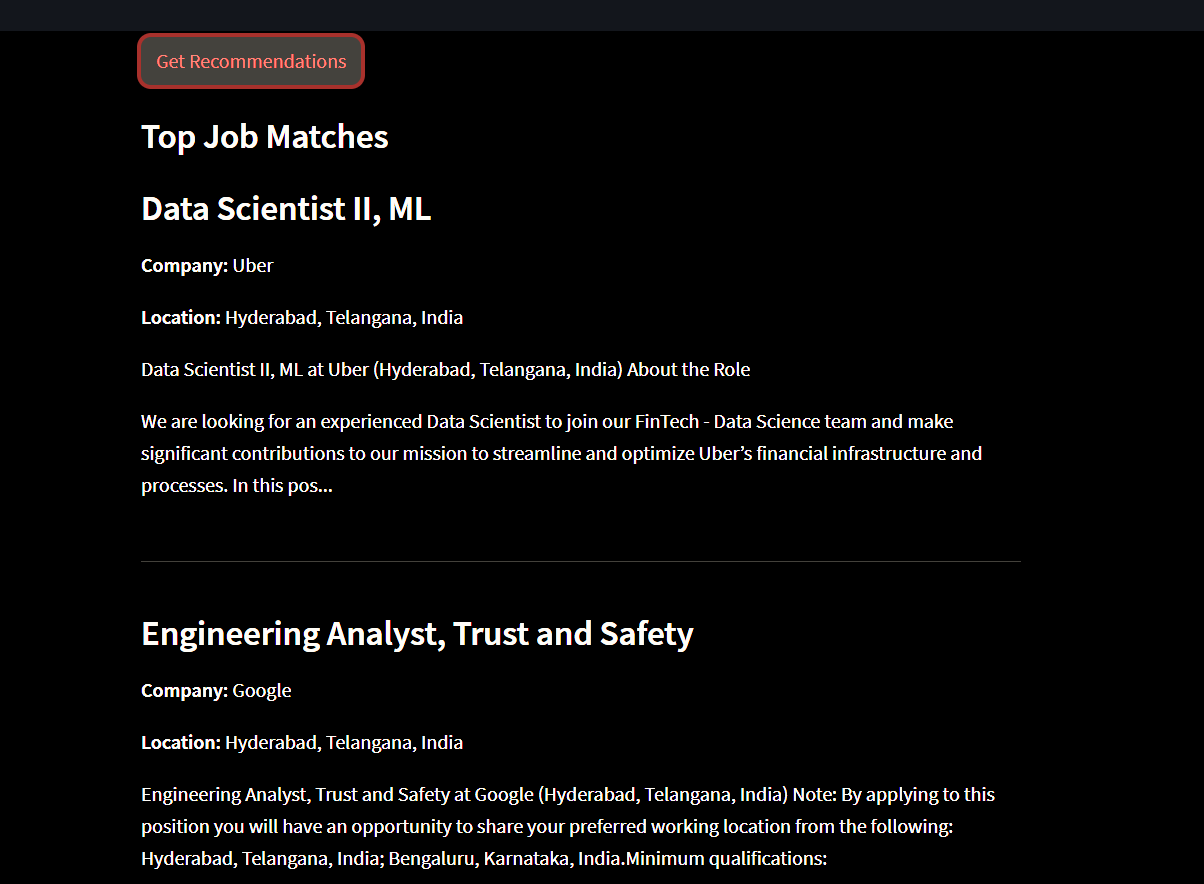 Get Recommendations
Top Job Matches
Data Scientist II, ML
Company: Uber
Location: Hyderabad, Telangana, India
Data Scientist II, ML at Uber (Hyderabad, Telangana, India) About the Role
We are looking for an experienced Data Scientist to join our FinTech - Data Science team and make
significant contributions to our mission to streamline and optimize Uber’s financial infrastructure and
processes. In this pos...
Engineering Analyst, Trust and Safety
Company: Google
Location: Hyderabad, Telangana, India
Engineering Analyst, Trust and Safety at Google (Hyderabad, Telangana, India) Note: By applying to this
position you will have an opportunity to share your preferred working location from the following:
Hyderabad, Telangana, India; Bengaluru, Karnataka, India.Minimum qualifications: